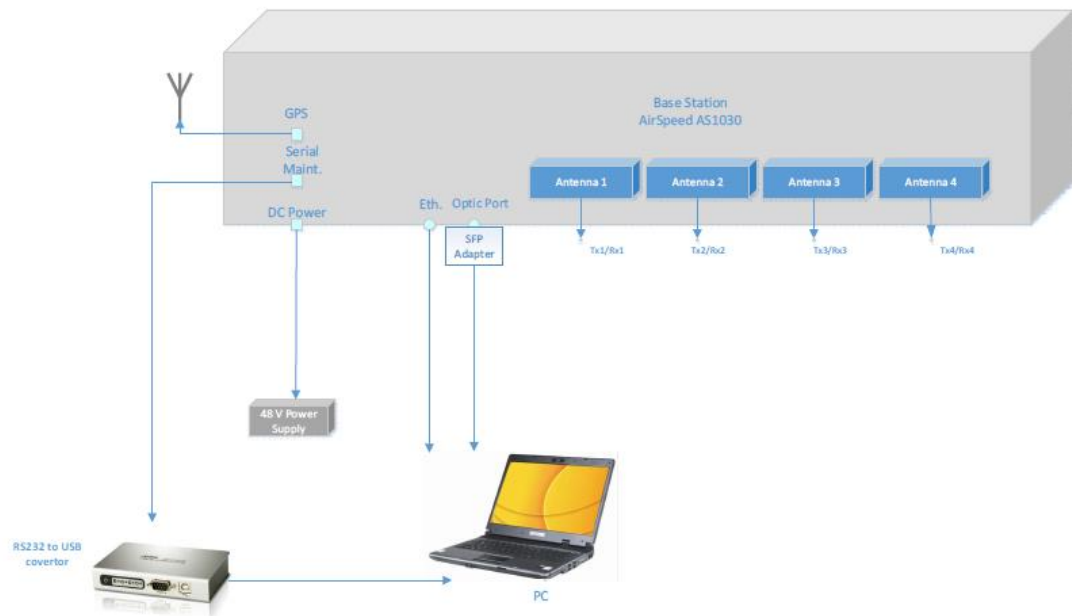 Base Station
AirSpeed AS1030
GPS
Serial
Maint.
DC Power
Eth.
Optic Port
SFP
Adapter
Antenna 1
Antenna 2
Antenna 3
Antenna 4
Tx1/Rx1
Tx2/Rx2
Tx3/Rx3
Tx4/Rx4
48 V Power
Supply
RS232 to USB
covertor
PC